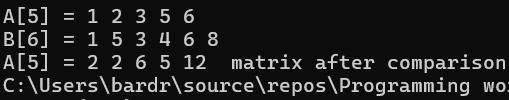 A[5] = 1 2 3 5 6
B[6] = 1 5 3 4 6 8
A[5] = 2 2 6 5 12  matrix after comparison
C:\Users\bardr\source\repos\Programming wo